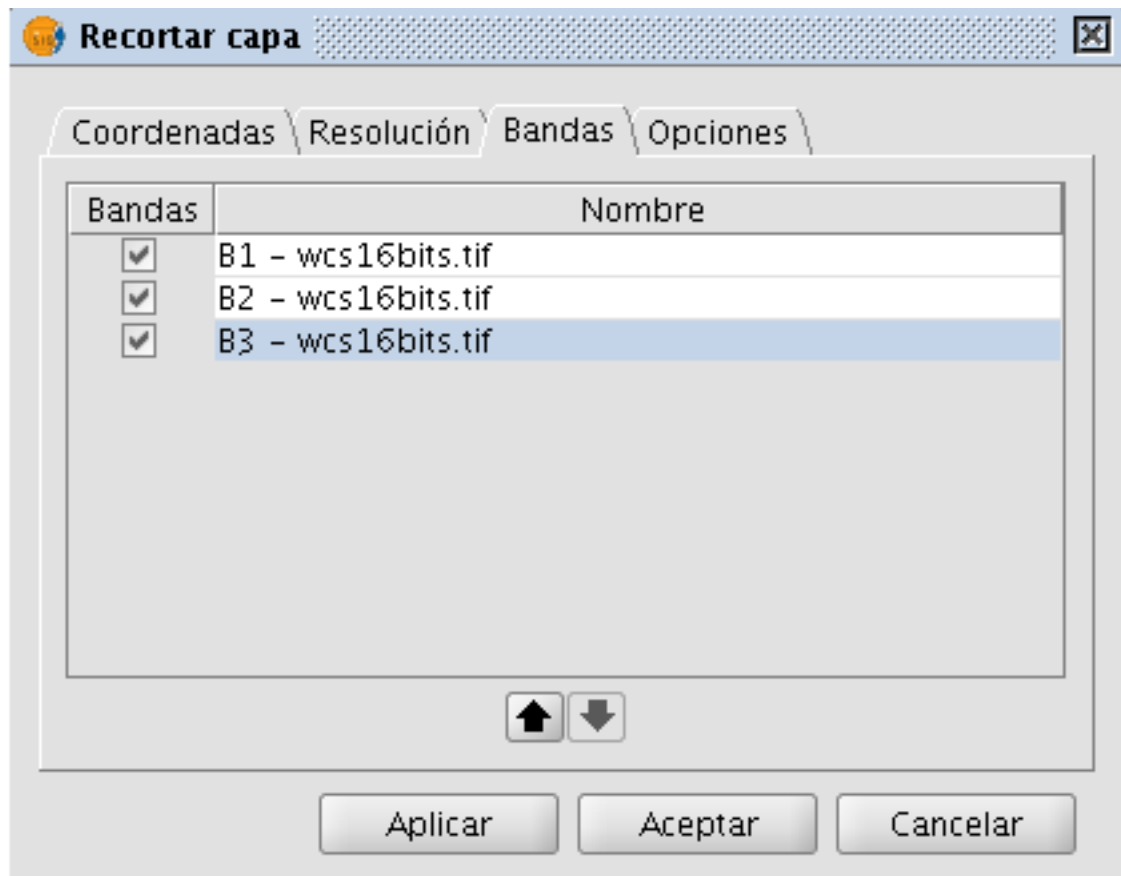 Recortar capa
Coordenadas Resolución Bandas Opciones
Bandas Nombre
B1 – wcs16bits.tif
B2 – wcs16bits.tif
B3 – wcs16bits.tif
Aplicar Aceptar Cancelar